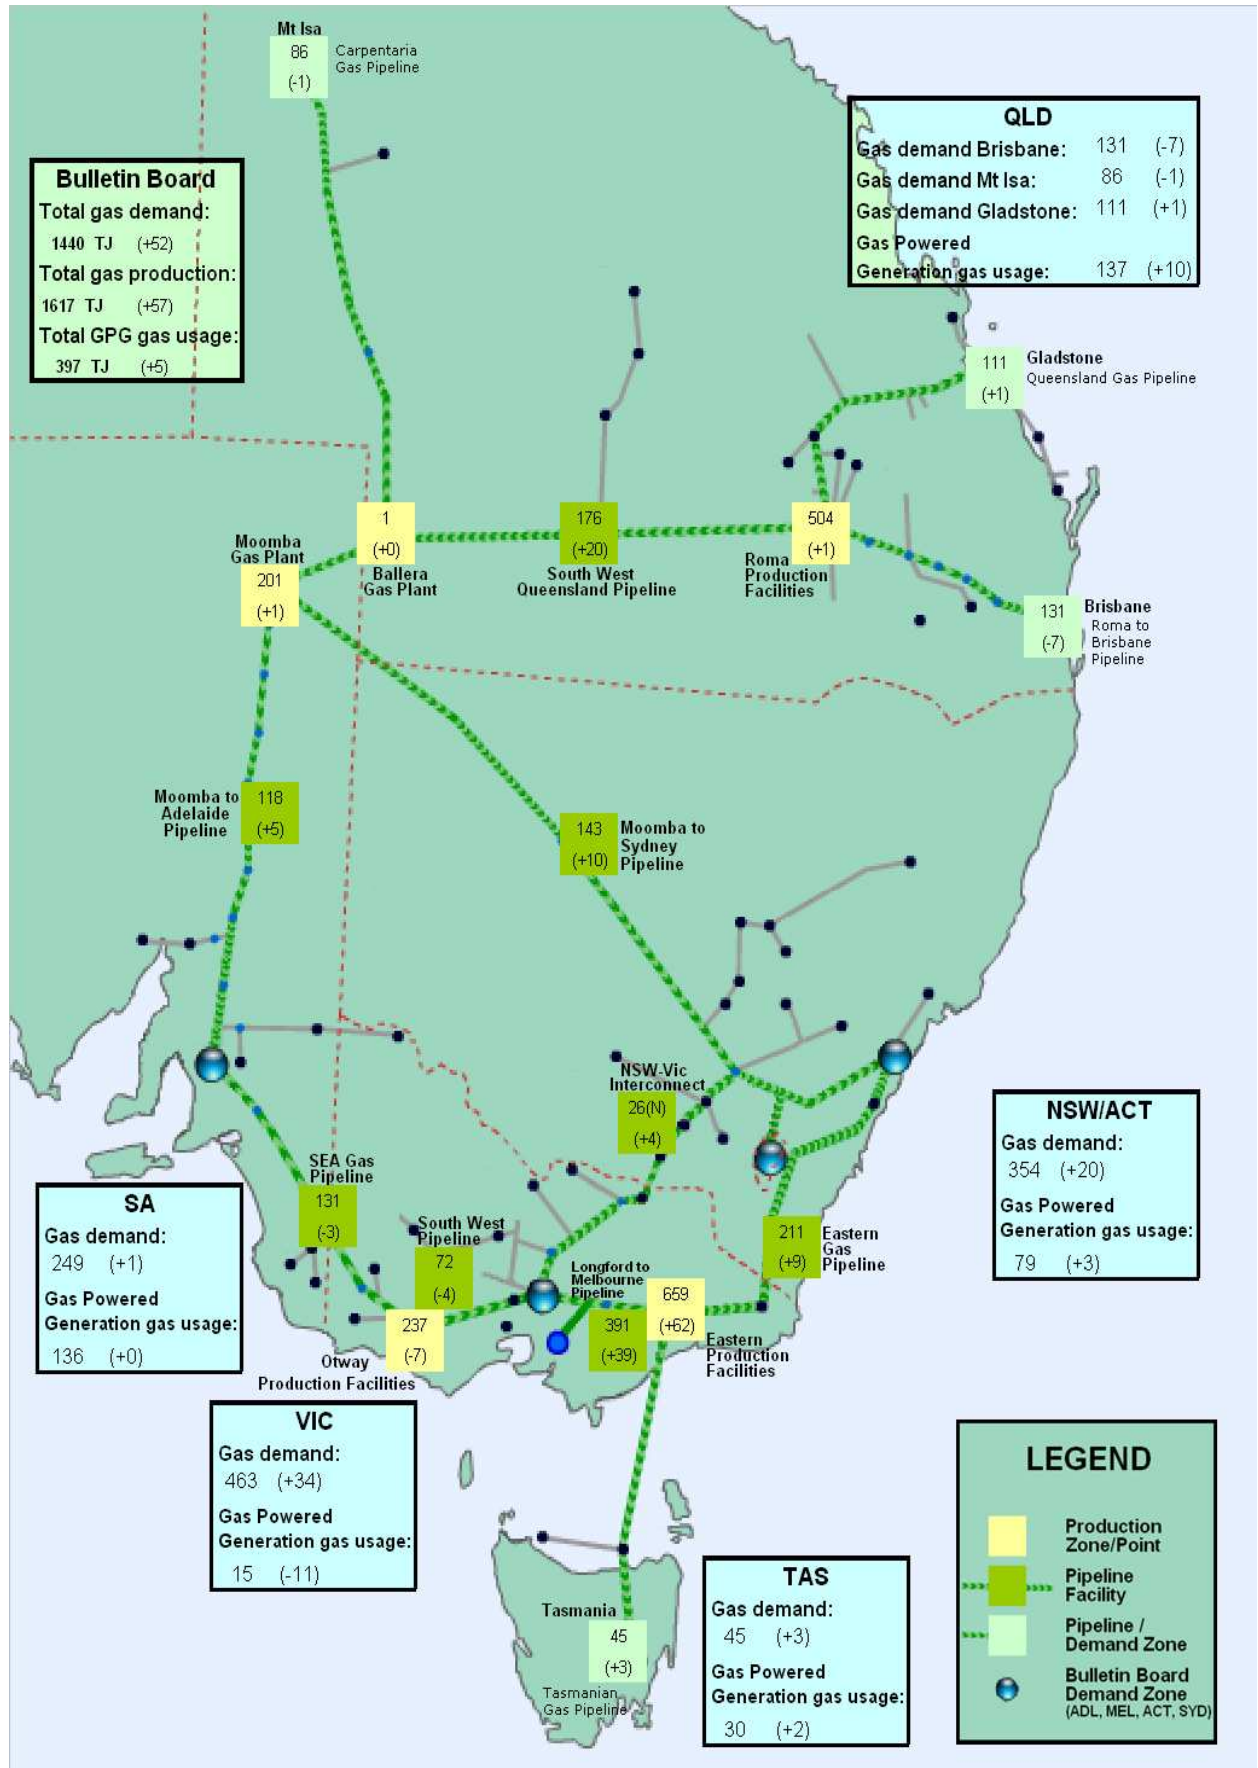 Mt Isa
86
(-1)
Carpentaria
Gas Pipeline
QLD
Gas demand Brisbane: 131 (-7)
Gas demand Mt Isa: 86 (-1)
Gas demand Gladstone: 111 (+1)
Gas Powered
Generation gas usage: 137 (+10)
Bulletin Board
Total gas demand:
1440 TJ (+52)
Total gas production:
1617 TJ (+57)
Total GPG gas usage:
397 TJ (+5)
111
(+1)
Gladstone
Queensland Gas Pipeline
1
(+0)
Ballera
Gas Plant
176
(+20)
South West
Queensland Pipeline
504
(+1)
Roma
Production
Facilities
Moomba
Gas Plant
201
(+1)
131
(-7)
Brisbane
Roma to
Brisbane
Pipeline
Moomba to
Adelaide
Pipeline
118
(+5)
143
(+10)
Moomba to
Sydney
Pipeline
NSW-Vic
Interconnect
26(N)
(+4)
NSW/ACT
Gas demand:
354 (+20)
Gas Powered
Generation gas usage:
79 (+3)
SEA Gas
Pipeline
131
(-3)
SA
Gas demand:
249 (+1)
Gas Powered
Generation gas usage:
136 (+0)
South West
Pipeline
72
(-4)
211
(+9)
Eastern
Gas
Pipeline
Longford to
Melbourne
Pipeline
391
(+39)
659
(+62)
Eastern
Production
Facilities
237
(-7)
Otway
Production Facilities
VIC
Gas demand:
463 (+34)
Gas Powered
Generation gas usage:
15 (-11)
Tasmania
45
(+3)
Tasmanian
Gas Pipeline
TAS
Gas demand:
45 (+3)
Gas Powered
Generation gas usage:
30 (+2)
LEGEND
Production
Zone/Point
Pipeline
Facility
Pipeline /
Demand Zone
Bulletin Board
Demand Zone
(ADL, MEL, ACT, SYD)